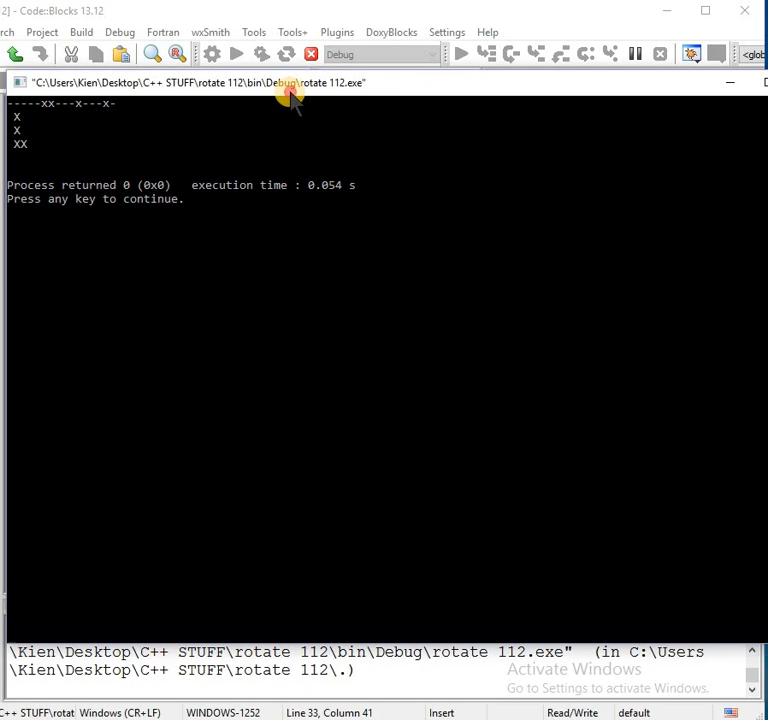 2] - Code::Blocks 13.12
rch Project Build Debug Fortran wxSmith Tools Tools+ Plugins DoxyBlocks Settings Help
Debug <glob
"C:\Users\Kien\Desktop\C++ STUFF\rotate 112\bin\Debug\rotate 112.exe"
-----xx---x---x-
X
X
XX
Process returned 0 (0x0)   execution time : 0.054 s
Press any key to continue.
\Kien\Desktop\C++ STUFF\rotate 112\bin\Debug\rotate 112.exe"  (in C:\Users
\Kien\Desktop\C++ STUFF\rotate 112\.)
Activate Windows
Go to Settings to activate Windows.
C++ STUFF\rotat Windows (CR+LF) WINDOWS-1252 Line 33, Column 41 Insert Read/Write default